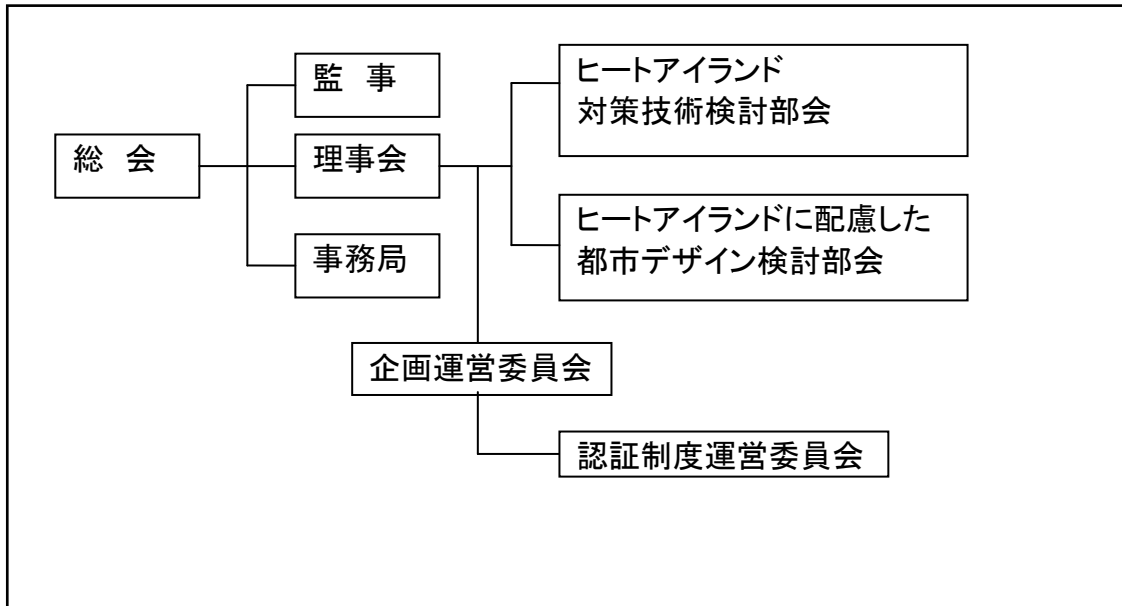 監　事
ヒートアイランド
対策技術検討部会
総　会
理事会
ヒートアイランドに配慮した
都市デザイン検討部会
事務局
企画運営委員会
認証制度運営委員会